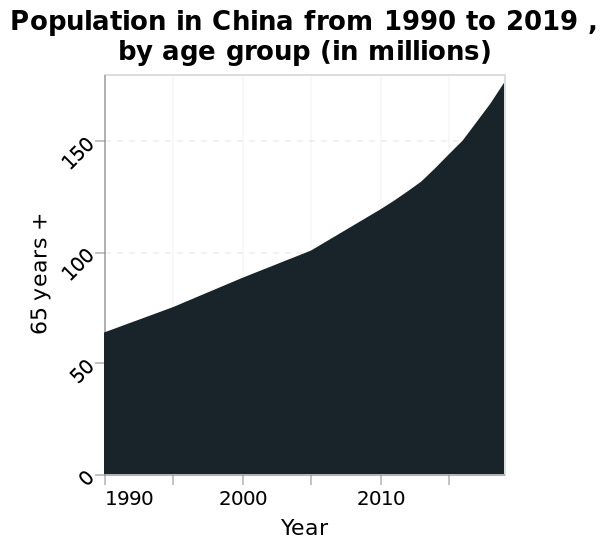 Population in China from 1990 to 2019 ,
by age group (in millions)
150
100
50
0
65 years +
1990 2000 2010
Year